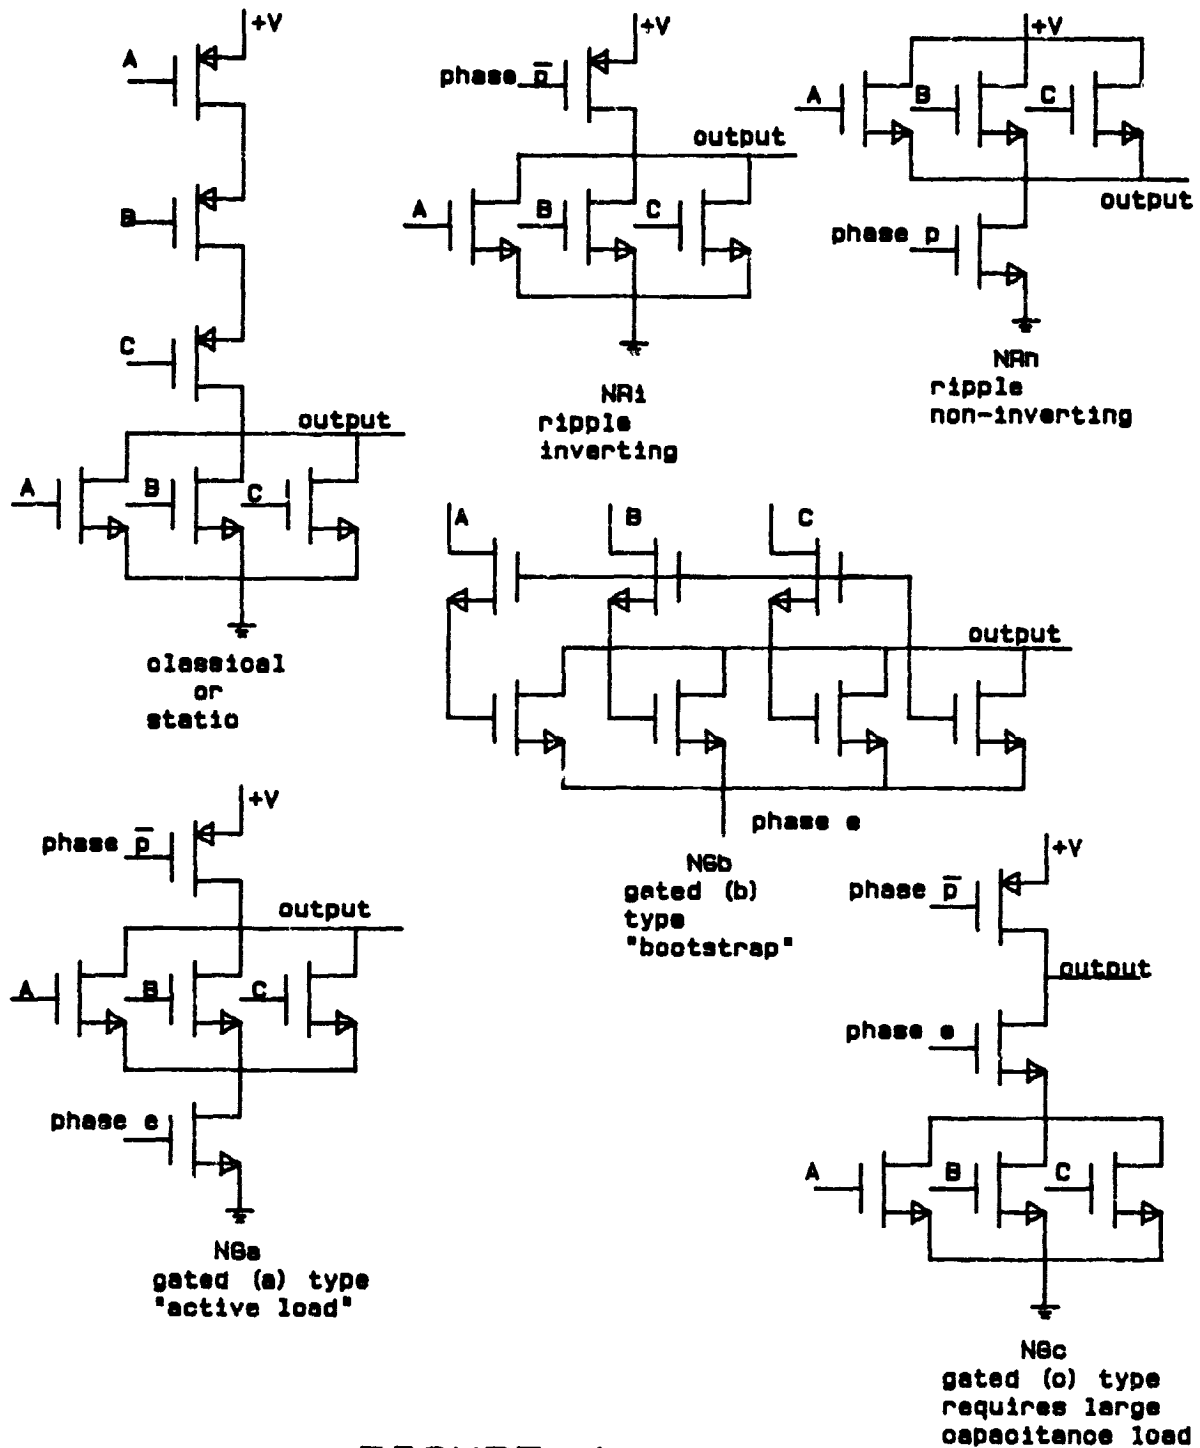 +V
A
B
C
output
A
B
C
classical
or
static
+V
phase p̅
output
A
B
C
NRi
ripple
inverting
+V
A
B
C
output
phase p
NRn
ripple
non-inverting
A
B
C
output
phase e
NGb
gated (b)
type
"bootstrap"
+V
phase p̅
output
A
B
C
phase e
NGa
gated (a) type
"active load"
+V
phase p̅
output
phase e
A
B
C
NGc
gated (c) type
requires large
capacitance load